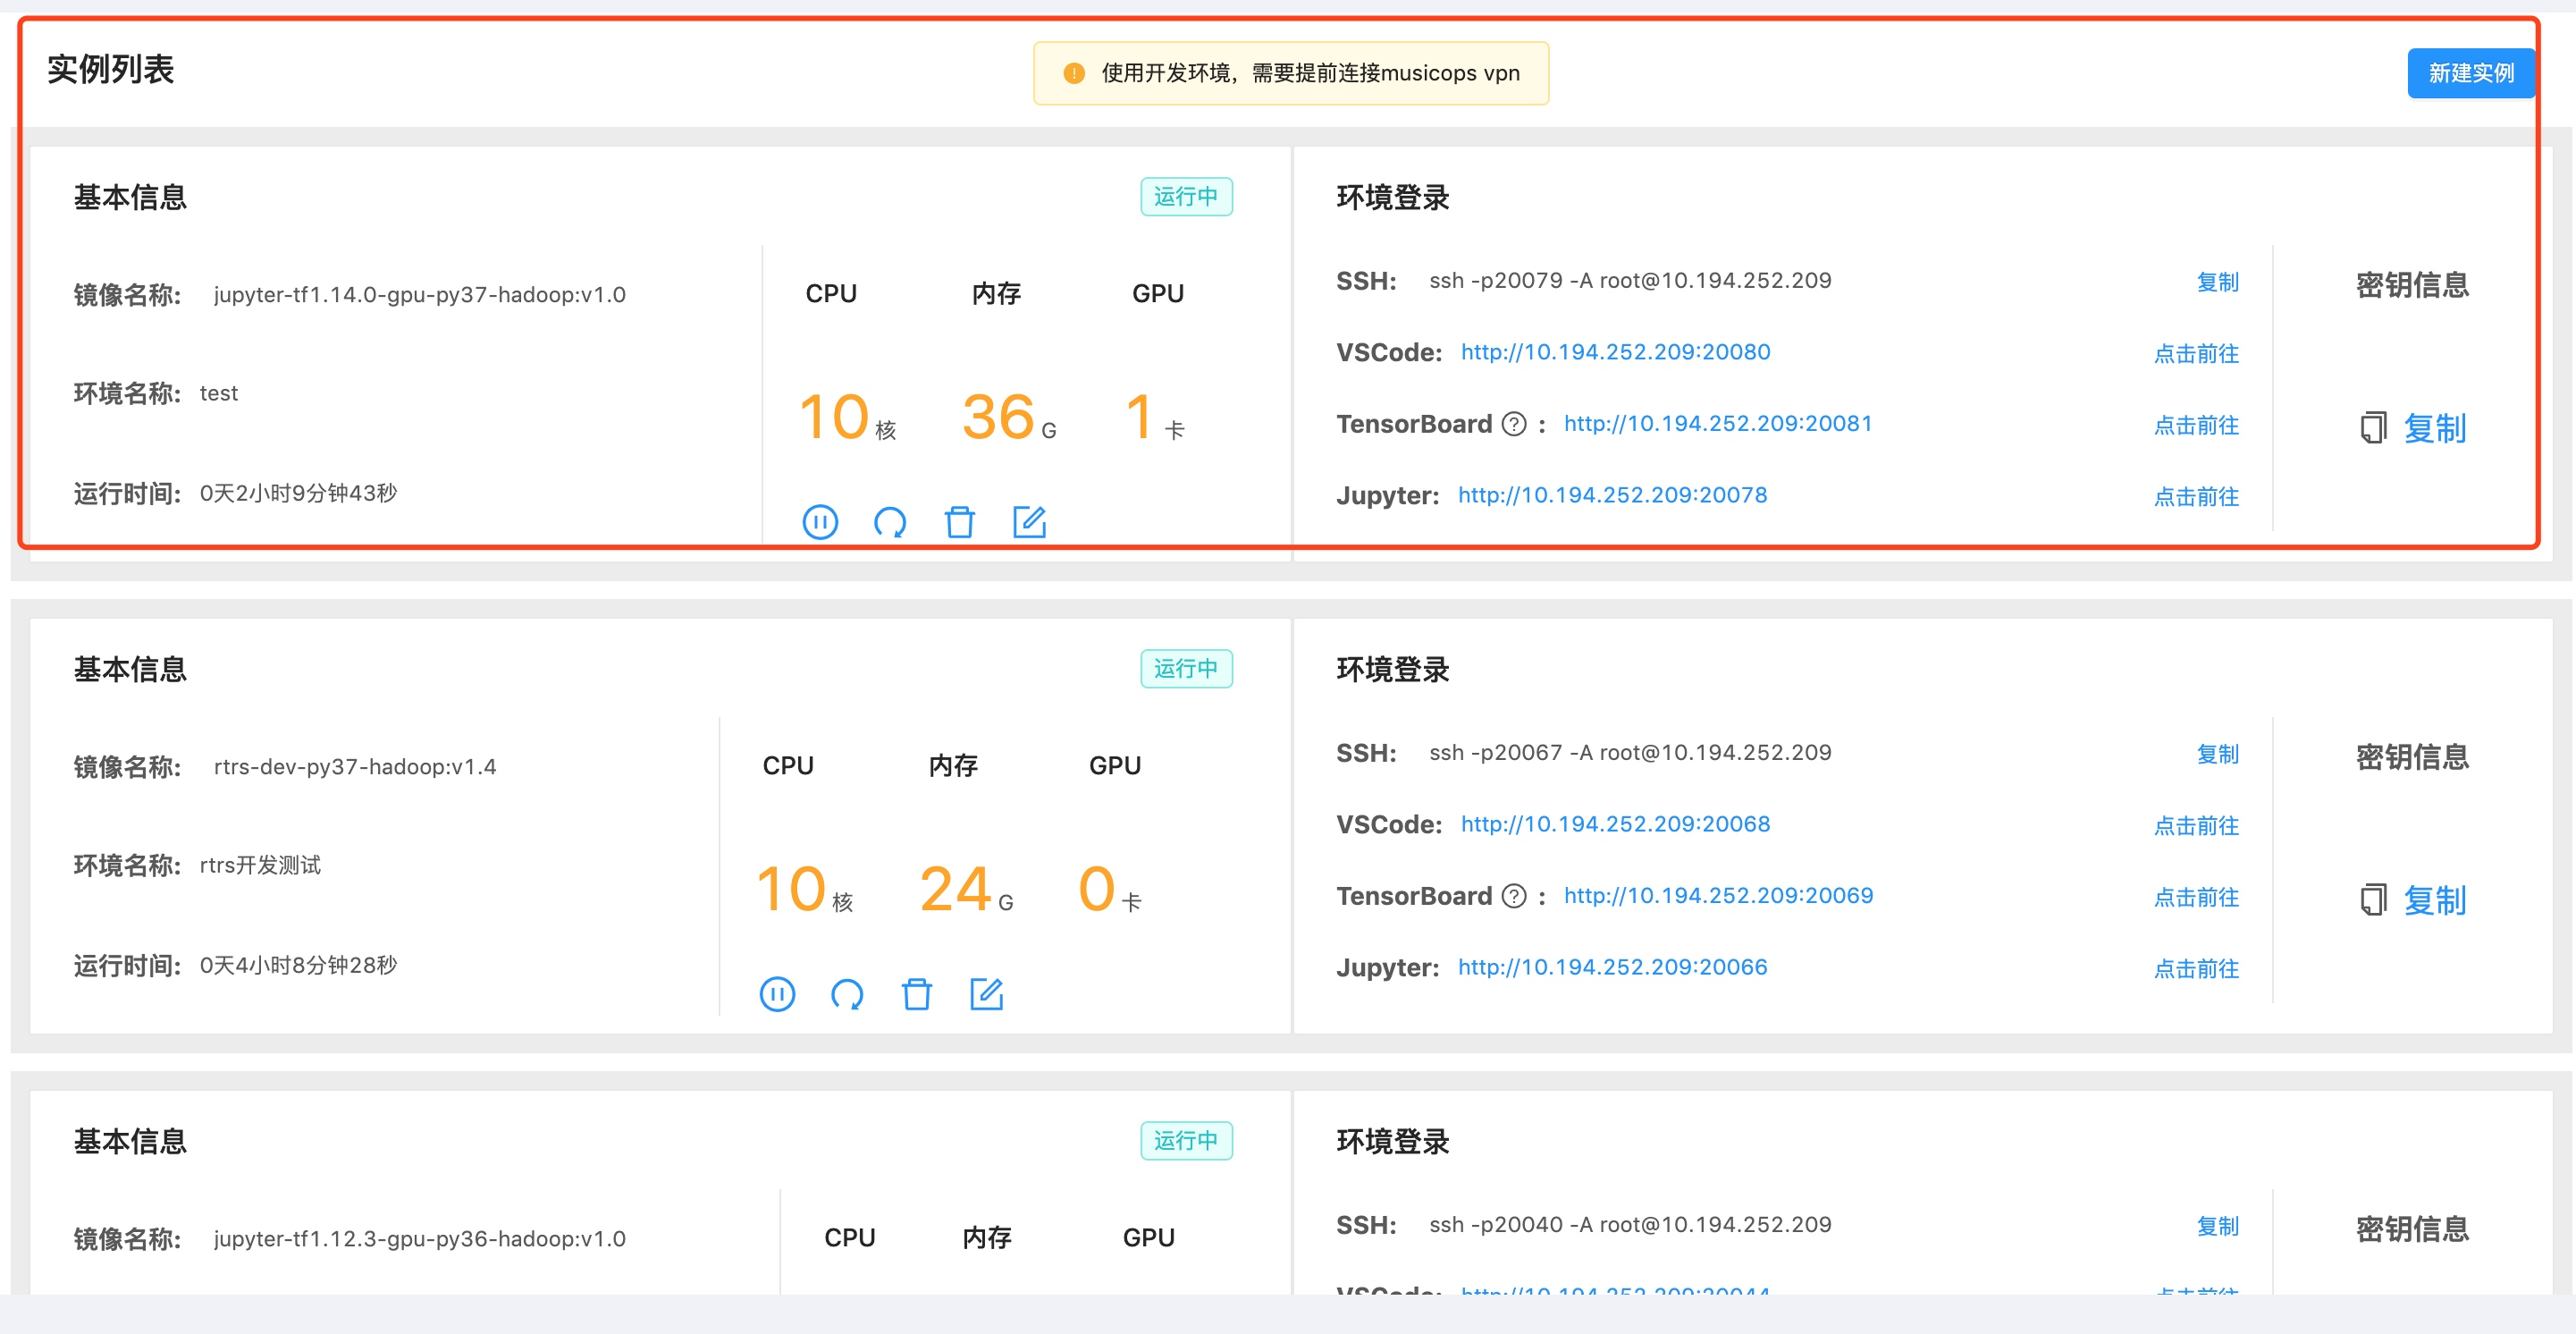 实例列表
使用开发环境，需要提前连接musicops vpn
新建实例
基本信息
运行中
镜像名称: jupyter-tf1.14.0-gpu-py37-hadoop:v1.0
环境名称: test
运行时间: 0天2小时9分钟43秒
CPU 内存 GPU
10核 36G 1卡
环境登录
SSH: ssh -p20079 -A root@10.194.252.209 复制
VSCode: http://10.194.252.209:20080 点击前往
TensorBoard : http://10.194.252.209:20081 点击前往
Jupyter: http://10.194.252.209:20078 点击前往
密钥信息
复制
基本信息
运行中
镜像名称: rtrs-dev-py37-hadoop:v1.4
环境名称: rtrs开发测试
运行时间: 0天4小时8分钟28秒
CPU 内存 GPU
10核 24G 0卡
环境登录
SSH: ssh -p20067 -A root@10.194.252.209 复制
VSCode: http://10.194.252.209:20068 点击前往
TensorBoard : http://10.194.252.209:20069 点击前往
Jupyter: http://10.194.252.209:20066 点击前往
密钥信息
复制
基本信息
运行中
镜像名称: jupyter-tf1.12.3-gpu-py36-hadoop:v1.0
CPU 内存 GPU
环境登录
SSH: ssh -p20040 -A root@10.194.252.209 复制
密钥信息